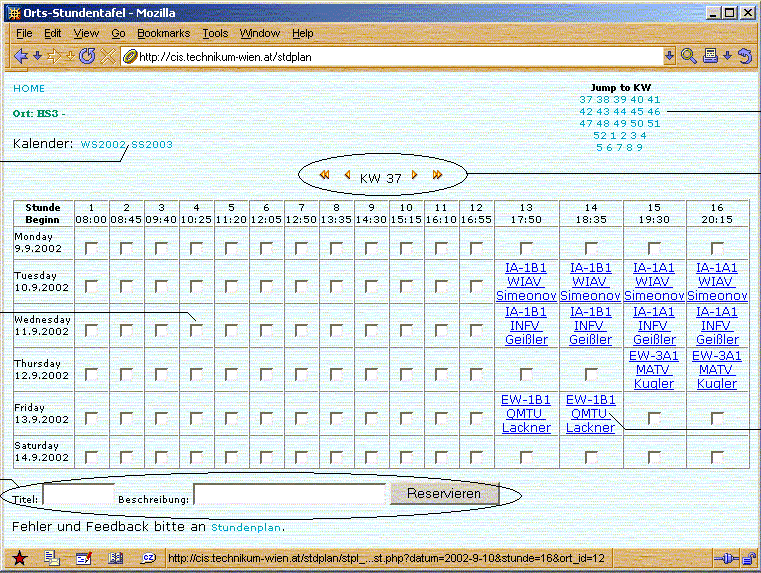 Orts-Stundentafel - Mozilla
File Edit View Go Bookmarks Tools Window Help
http://cis.technikum-wien.at/stdplan
HOME
Jump to KW
37 38 39 40 41
42 43 44 45 46
47 48 49 50 51
52 1 2 3 4
5 6 7 8 9
Ort: HS3 -
Kalender: WS2002 SS2003
KW 37
Stunde 1 2 3 4 5 6 7 8 9 10 11 12 13 14 15 16
Beginn 08:00 08:45 09:40 10:25 11:20 12:05 12:50 13:35 14:30 15:15 16:10 16:55 17:50 18:35 19:30 20:15
Monday
9.9.2002
Tuesday
10.9.2002
IA-1B1 IA-1B1 IA-1A1 IA-1A1
WIAV WIAV WIAV WIAV
Simeonov Simeonov Simeonov Simeonov
Wednesday
11.9.2002
IA-1B1 IA-1B1 IA-1A1 IA-1A1
INFV INFV INFV INFV
Geißler Geißler Geißler Geißler
Thursday
12.9.2002
EW-3A1 EW-3A1
MATV MATV
Kugler Kugler
Friday
13.9.2002
EW-1B1 EW-1B1
QMTU QMTU
Lackner Lackner
Saturday
14.9.2002
Titel: Beschreibung: Reservieren
Fehler und Feedback bitte an Stundenplan.
http://cis.technikum-wien.at/stdplan/stpl_...st.php?datum=2002-9-10&stunde=16&ort_id=12